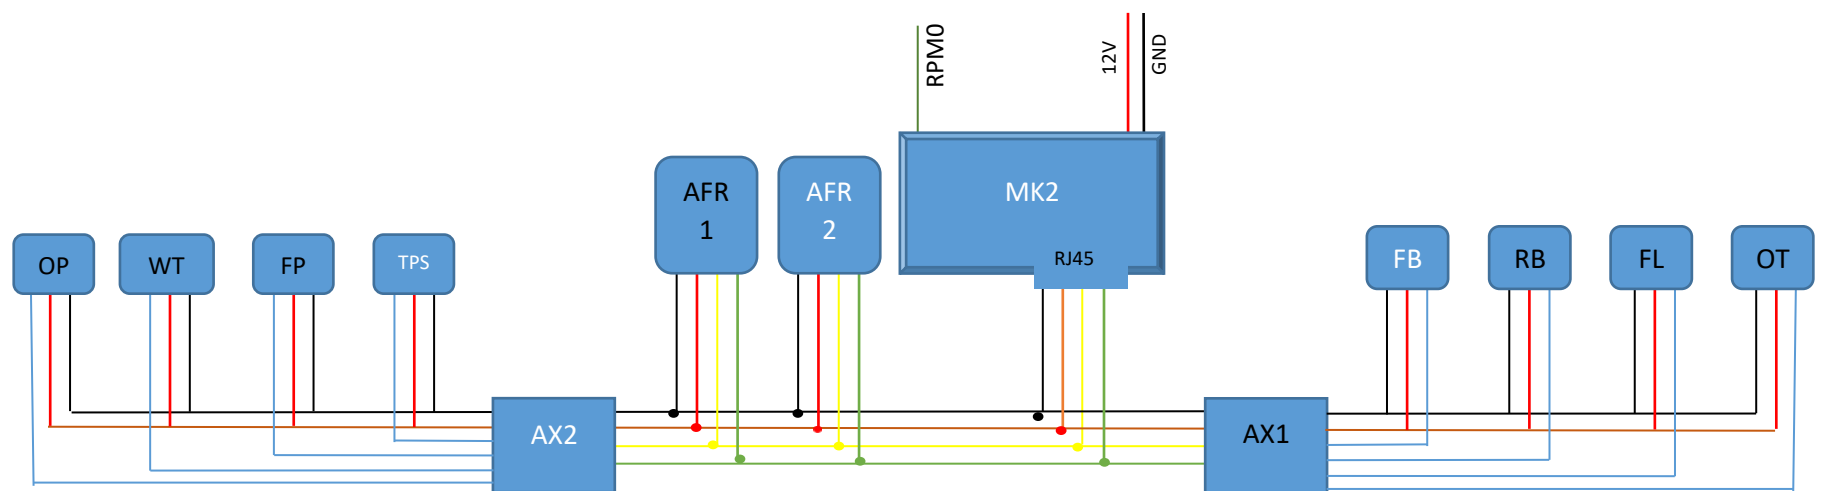 RPM0
12V
GND
AFR
1
AFR
2
MK2
RJ45
OP
WT
FP
TPS
FB
RB
FL
OT
AX2
AX1